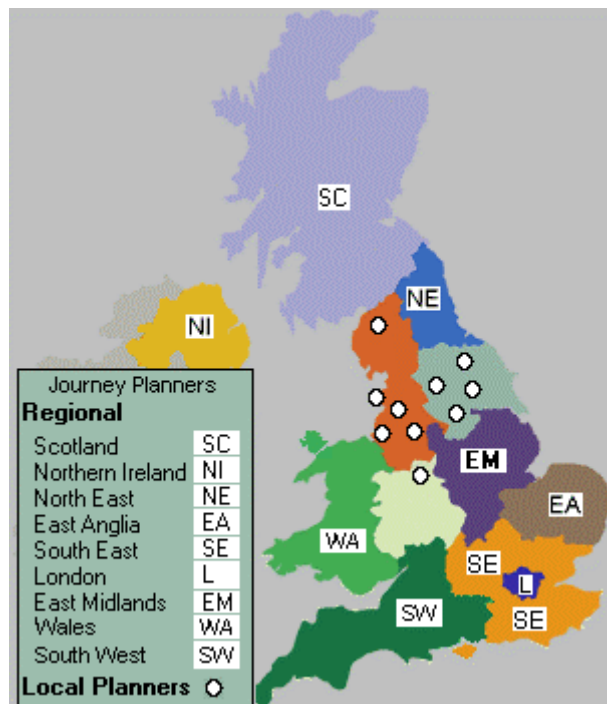 SC
NE
NI
EM
EA
WA
SE
L
SW
SE
Journey Planners
Regional
Scotland SC
Northern Ireland NI
North East NE
East Anglia EA
South East SE
London L
East Midlands EM
Wales WA
South West SW
Local Planners